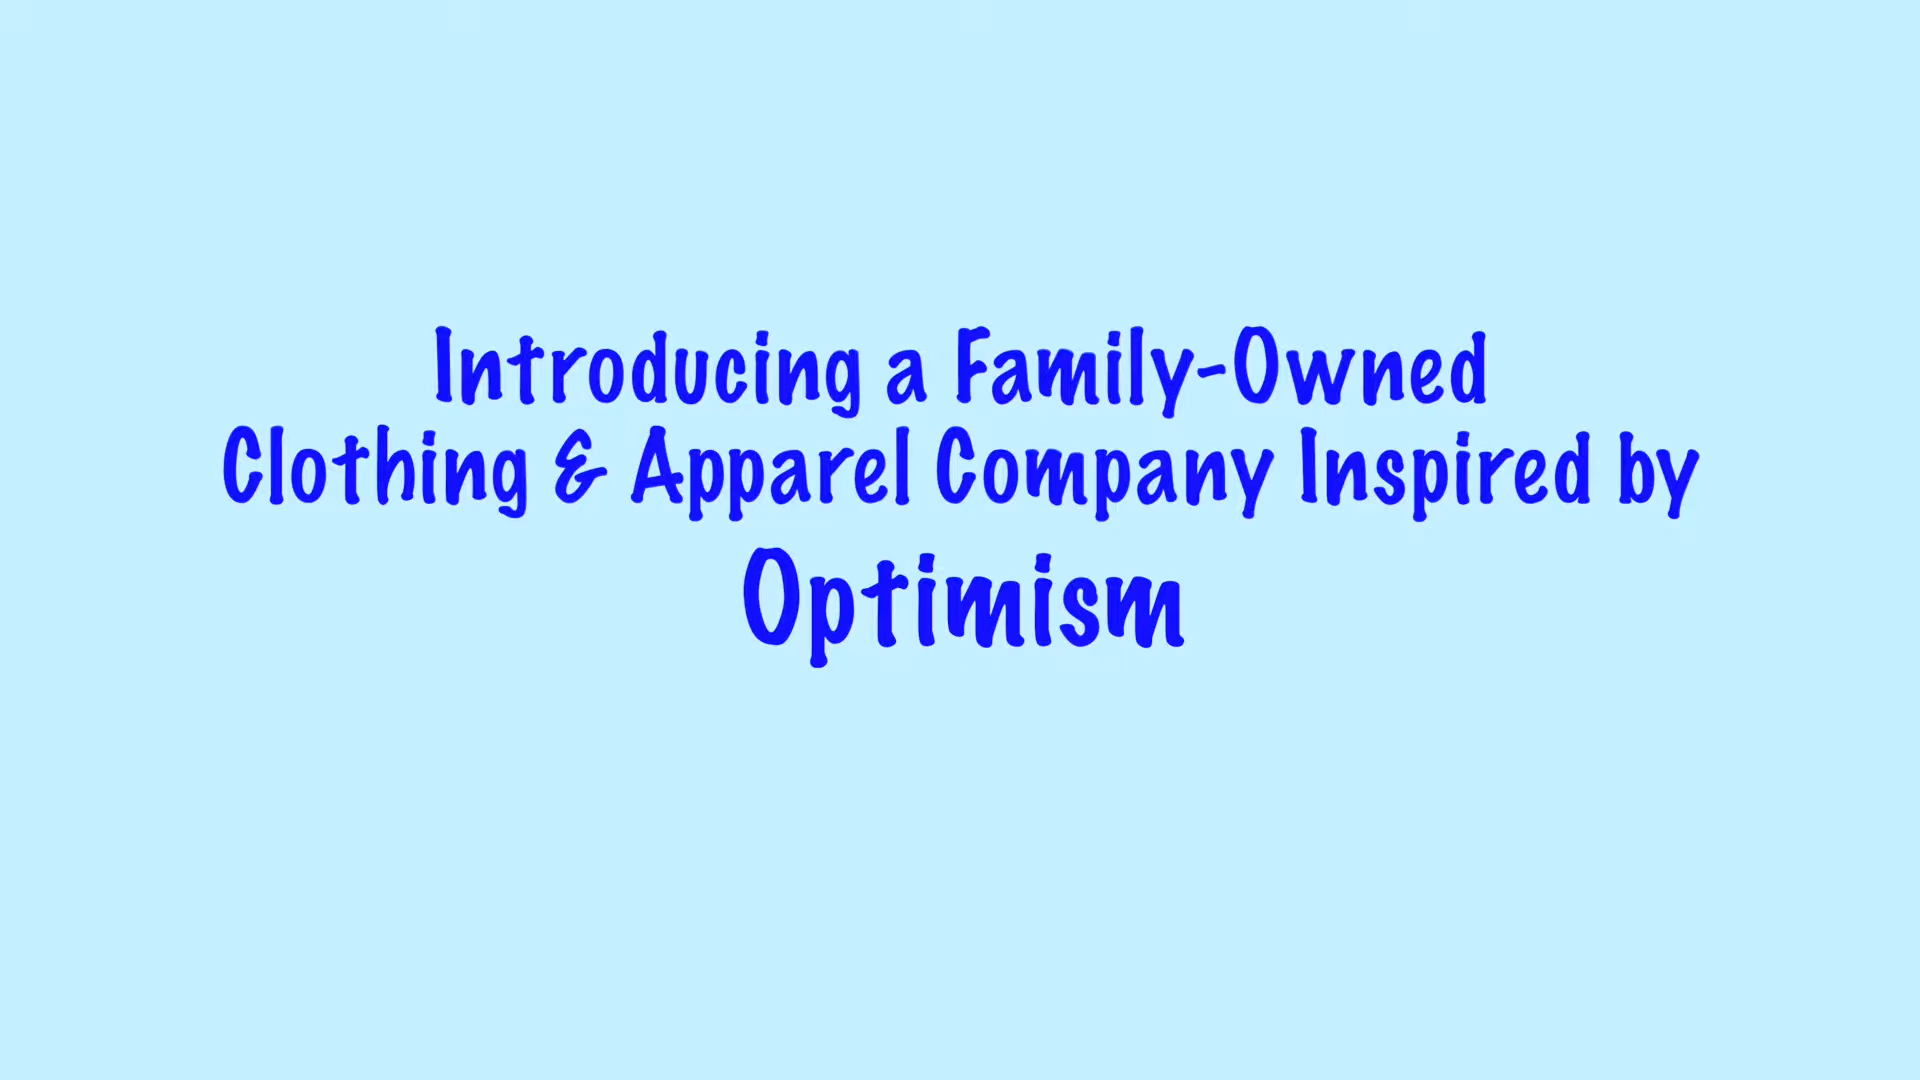 Introducing a Family-Owned
Clothing & Apparel Company Inspired by
Optimism